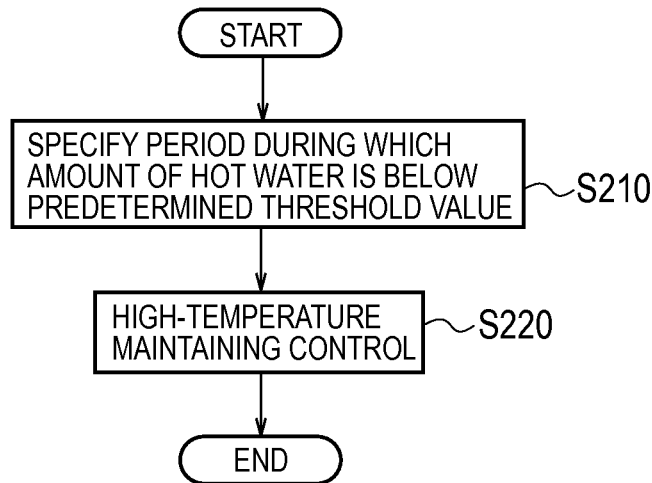 START
SPECIFY PERIOD DURING WHICH
AMOUNT OF HOT WATER IS BELOW
PREDETERMINED THRESHOLD VALUE
S210
HIGH-TEMPERATURE
MAINTAINING CONTROL
S220
END